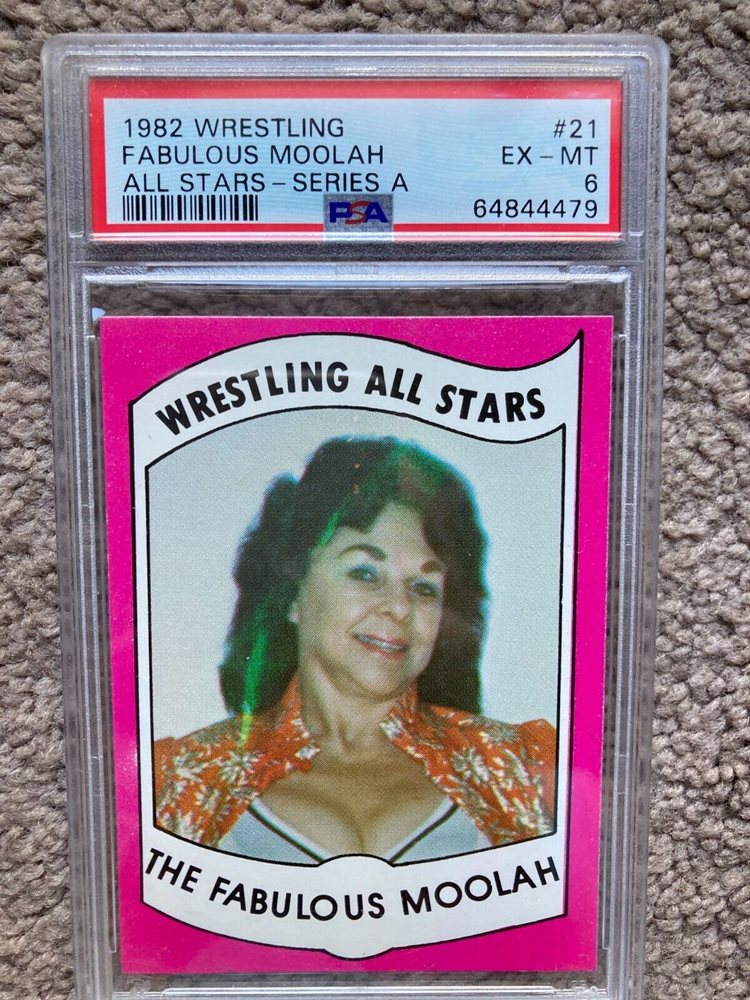 1982 WRESTLING #21
FABULOUS MOOLAH EX - MT
ALL STARS - SERIES A 6
PSA 64844479
WRESTLING ALL STARS
THE FABULOUS MOOLAH